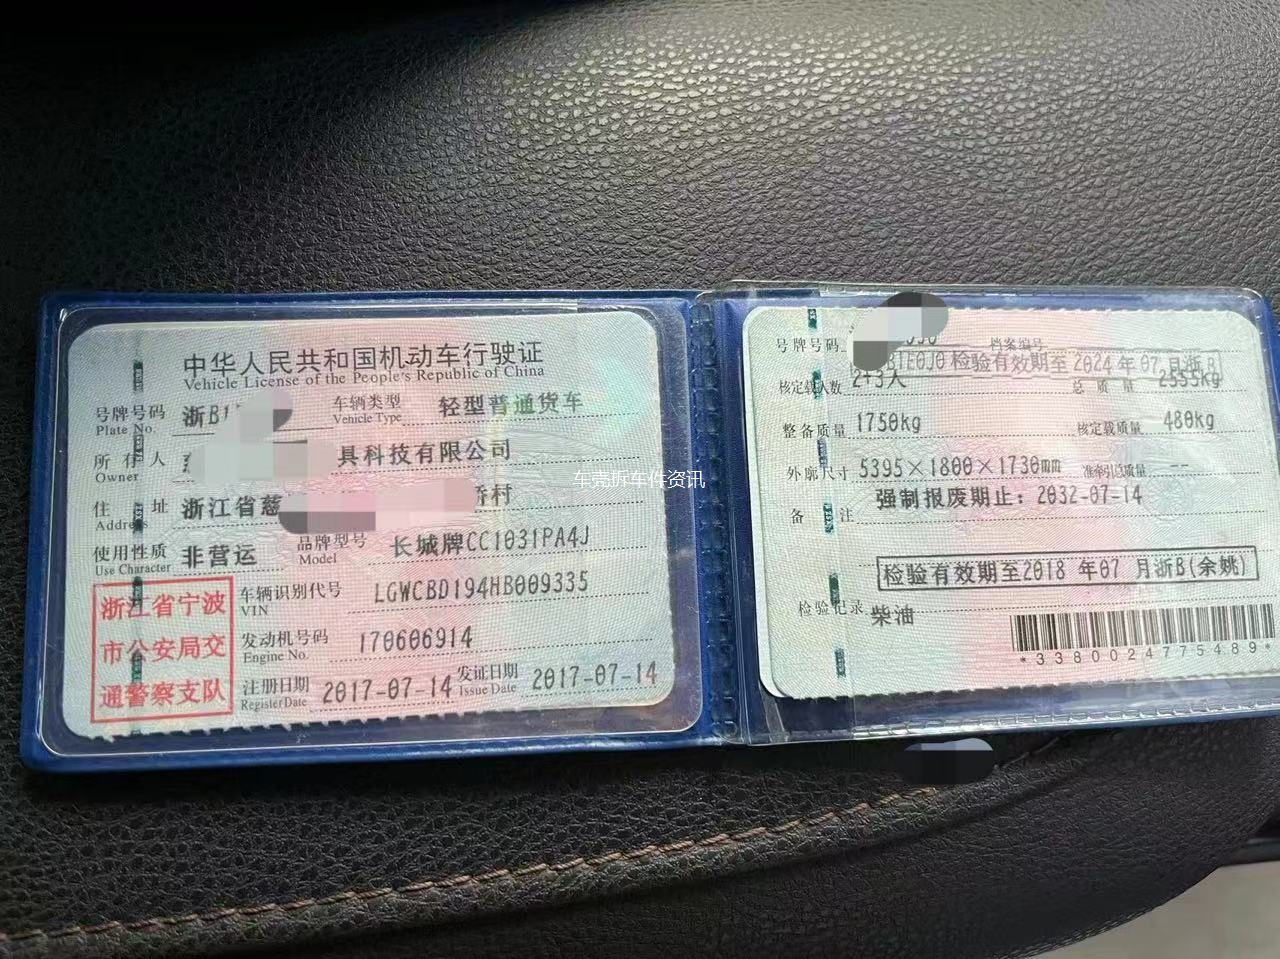 中华人民共和国机动车行驶证
Vehicle License of the People's Republic of China
号牌号码 浙B1 车辆类型 轻型普通货车
Plate No. Vehicle Type
所有人 具科技有限公司
Owner
住址 浙江省慈 桥村
Address
使用性质 非营运 品牌型号 长城牌CC1031PA4J
Use Character Model
浙江省宁波
市公安局交
通警察支队
车辆识别代号 LGWCBD194HB009335
VIN
发动机号码 170606914
Engine No.
注册日期 2017-07-14 发证日期 2017-07-14
Register Date Issue Date
号牌号码 档案编号
检验有效期至2024年07月浙B
核定载人数 2+3人 总质量
整备质量 1750kg 核定载质量 480kg
外廓尺寸 5395×1800×1730mm 准牵引总质量 --
备注 强制报废期止：2032-07-14
检验有效期至2018 年07 月浙B(余姚)
检验记录 柴油
*3380024775489*
车壳拆车件资讯